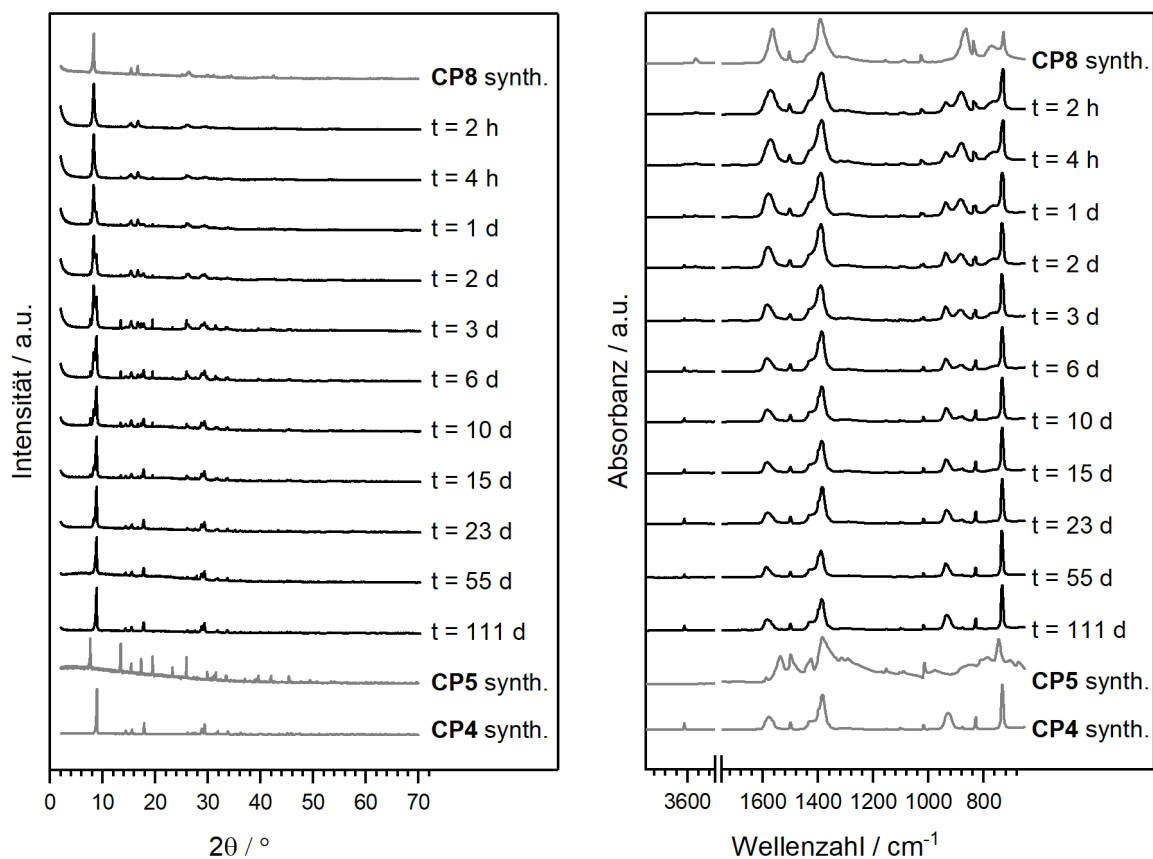 Intensität / a.u.
CP8 synth.
t = 2 h
t = 4 h
t = 1 d
t = 2 d
t = 3 d
t = 6 d
t = 10 d
t = 15 d
t = 23 d
t = 55 d
t = 111 d
CP5 synth.
CP4 synth.
0 10 20 30 40 50 60 70
2θ / °
Absorbanz / a.u.
CP8 synth.
t = 2 h
t = 4 h
t = 1 d
t = 2 d
t = 3 d
t = 6 d
t = 10 d
t = 15 d
t = 23 d
t = 55 d
t = 111 d
CP5 synth.
CP4 synth.
3600 1600 1400 1200 1000 800
Wellenzahl / cm⁻¹